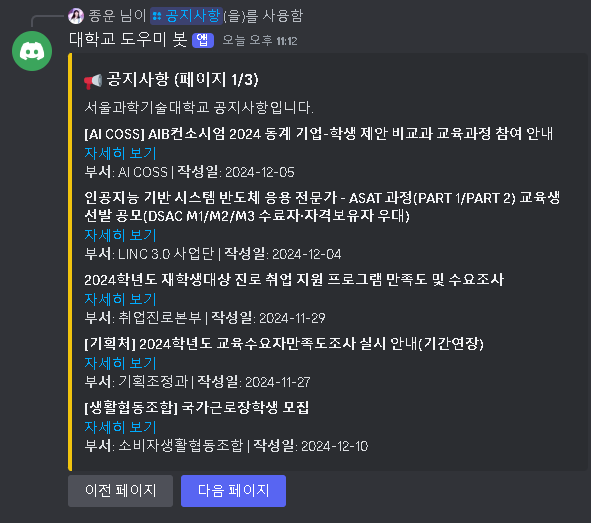 종운 님이 공지사항(을)를 사용함
대학교 도우미 봇 앱 오늘 오후 11:12
공지사항 (페이지 1/3)
서울과학기술대학교 공지사항입니다.
[AI COSS] AIB컨소시엄 2024 동계 기업-학생 제안 비교과 교육과정 참여 안내
자세히 보기
부서: AI COSS | 작성일: 2024-12-05
인공지능 기반 시스템 반도체 응용 전문가 - ASAT 과정(PART 1/PART 2) 교육생
선발 공모(DSAC M1/M2/M3 수료자·자격보유자 우대)
자세히 보기
부서: LINC 3.0 사업단 | 작성일: 2024-12-04
2024학년도 재학생대상 진로 취업 지원 프로그램 만족도 및 수요조사
자세히 보기
부서: 취업진로본부 | 작성일: 2024-11-29
[기획처] 2024학년도 교육수요자만족도조사 실시 안내(기간연장)
자세히 보기
부서: 기획조정과 | 작성일: 2024-11-27
[생활협동조합] 국가근로장학생 모집
자세히 보기
부서: 소비자생활협동조합 | 작성일: 2024-12-10
이전 페이지 다음 페이지